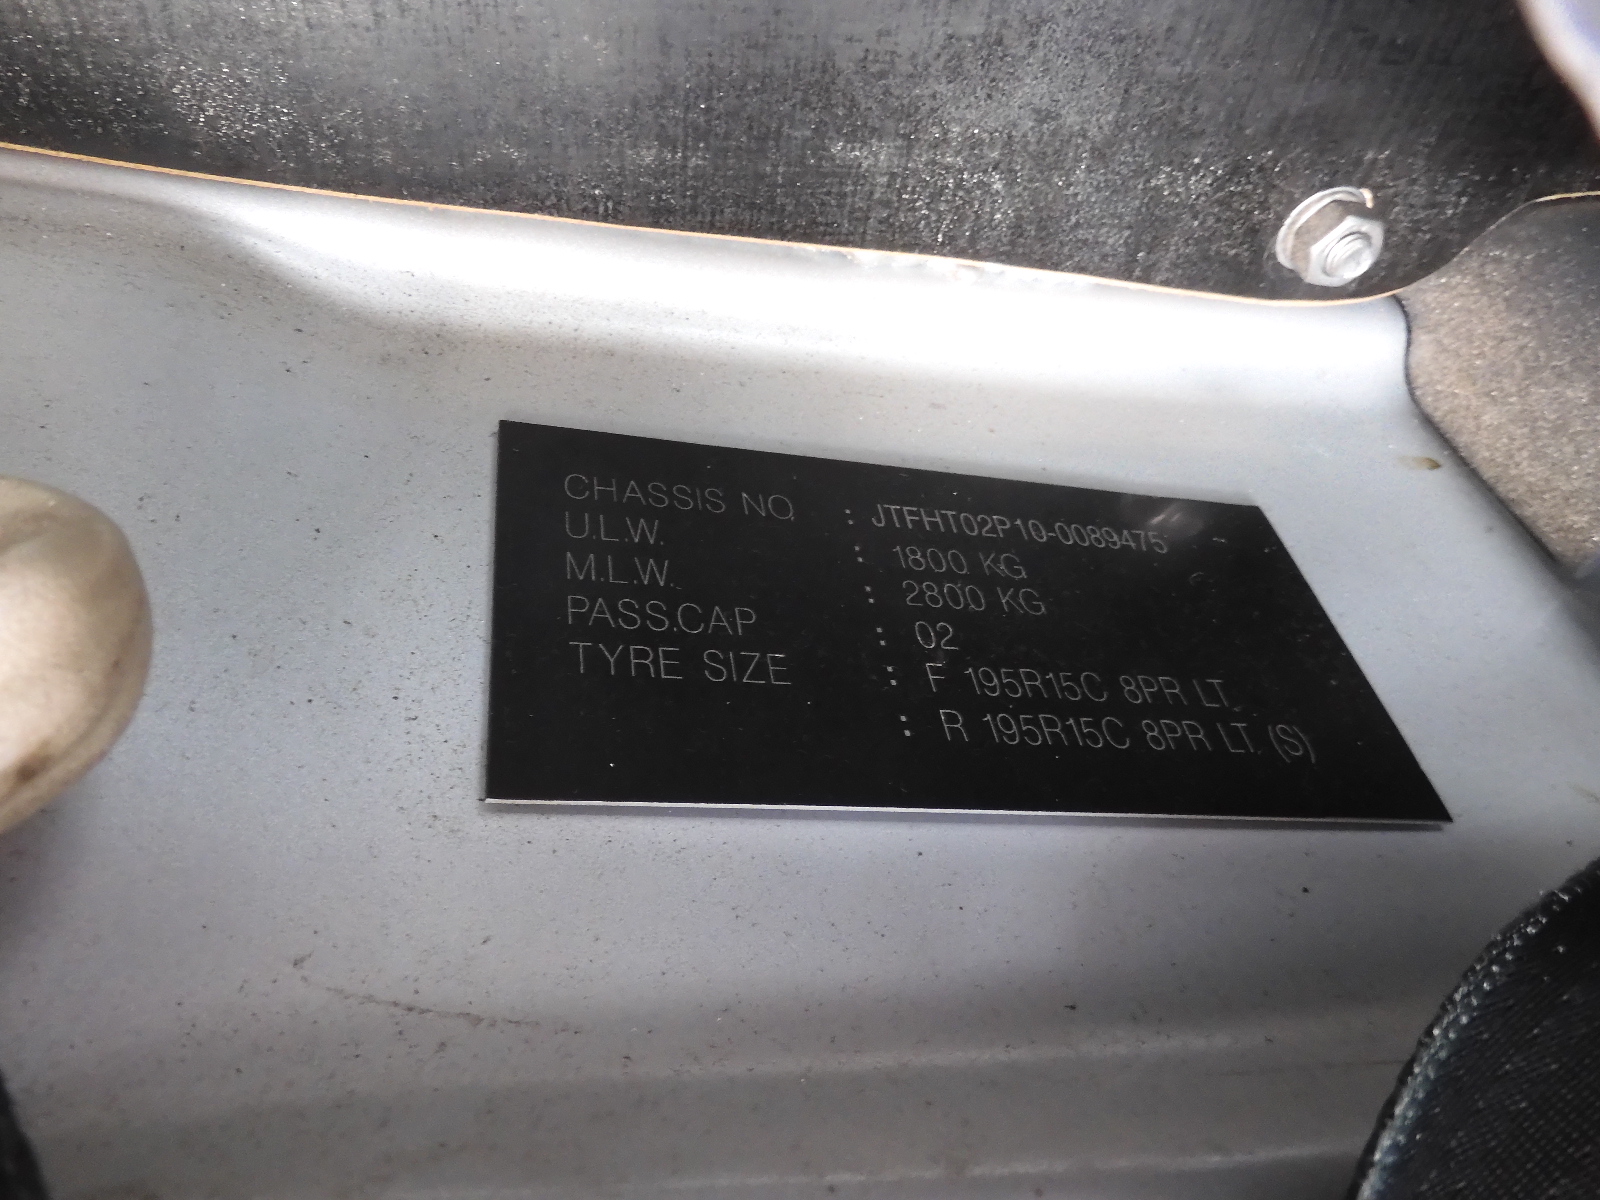 CHASSIS NO. : JTFHT02P10-0089475
U.L.W. : 1800 KG
M.L.W. : 2800 KG
PASS.CAP : 02
TYRE SIZE : F 195R15C 8PR LT.
: R 195R15C 8PR LT. (S)